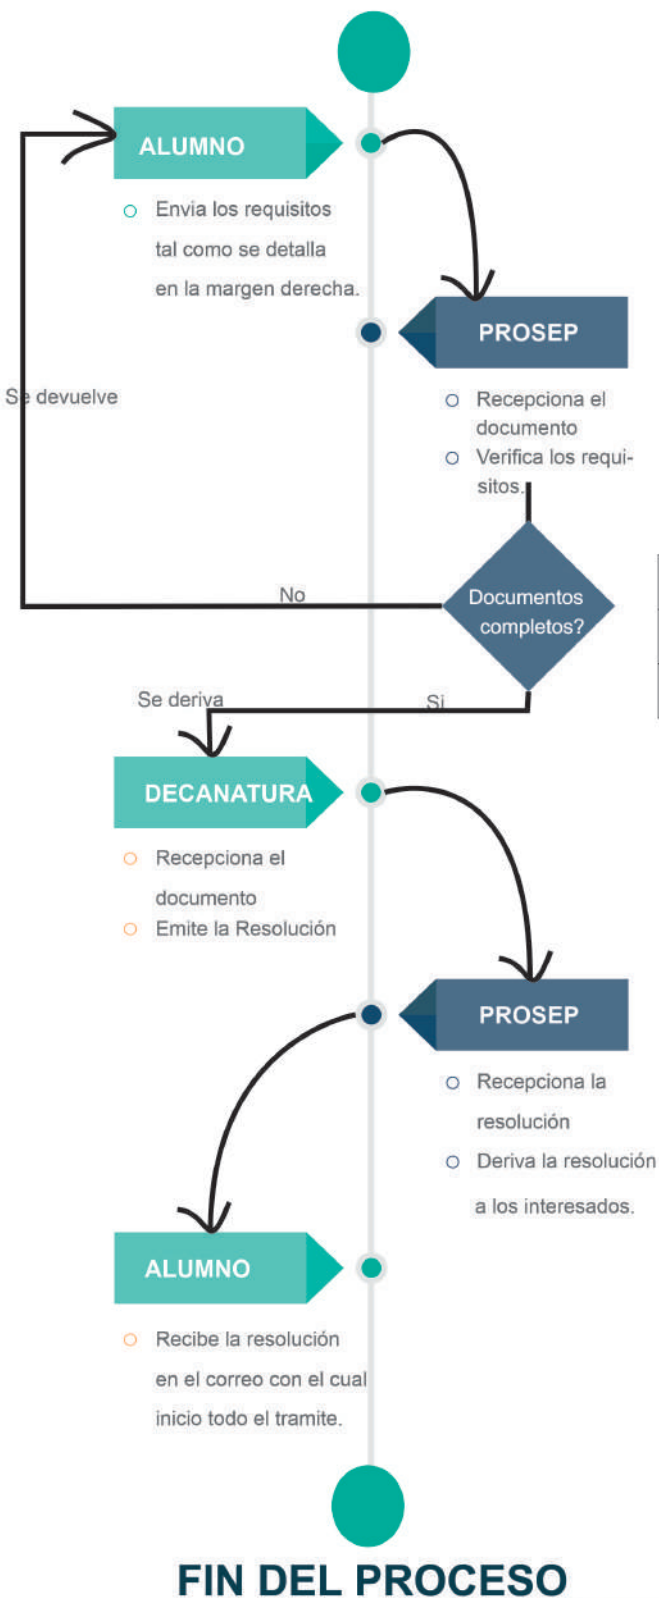 ALUMNO
Envia los requisitos
tal como se detalla
en la margen derecha.
PROSEP
Recepciona el
documento
Verifica los requi-
sitos.
Se devuelve
No
Documentos
completos?
Se deriva
Si
DECANATURA
Recepciona el
documento
Emite la Resolución
PROSEP
Recepciona la
resolución
Deriva la resolución
a los interesados.
ALUMNO
Recibe la resolución
en el correo con el cual
inicio todo el tramite.
FIN DEL PROCESO